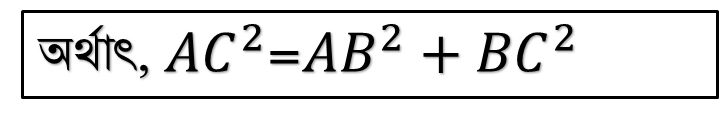 অর্থাৎ, AC²=AB² + BC²